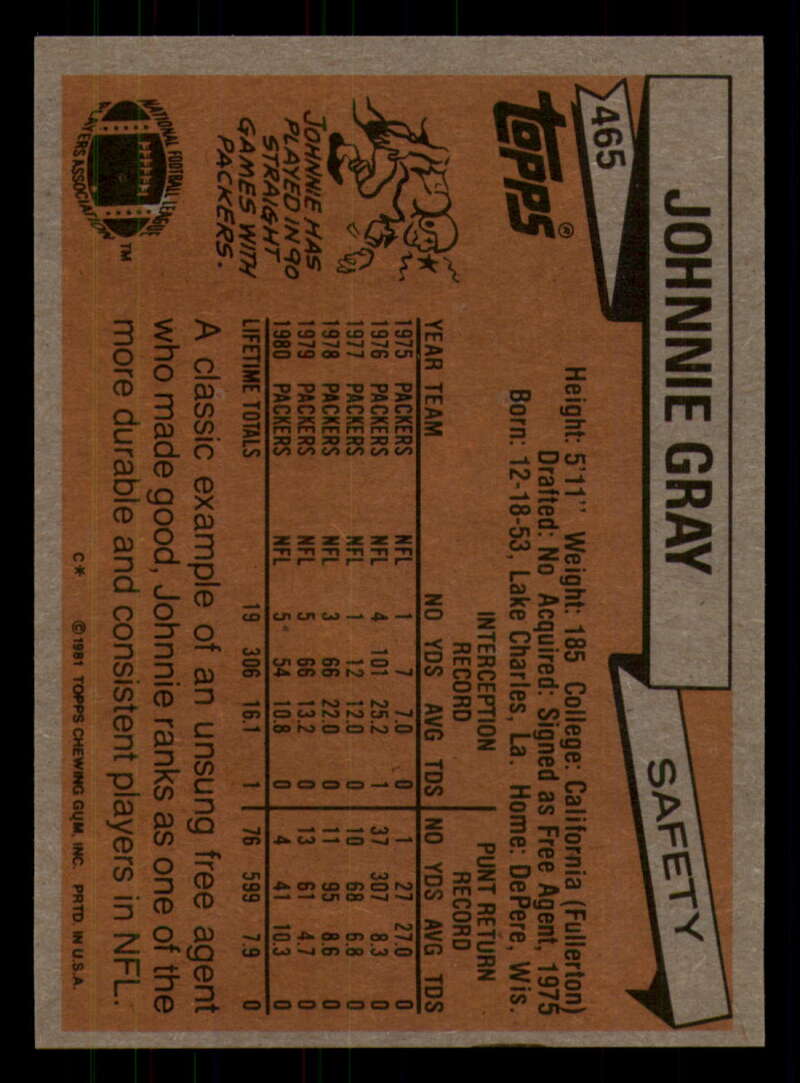 465
JOHNNIE GRAY
SAFETY
TOPPS®
Height: 5'11" Weight: 185 College: California (Fullerton)
Drafted: No Acquired: Signed as Free Agent, 1975
Born: 12-18-53, Lake Charles, La. Home: DePere, Wis.
INTERCEPTION RECORD PUNT RETURN RECORD
YEAR TEAM NO YDS AVG TDS NO YDS AVG TDS
1975 PACKERS NFL 1 7 7.0 0 1 27 27.0 0
1976 PACKERS NFL 4 101 25.2 1 37 307 8.3 0
1977 PACKERS NFL 1 12 12.0 0 10 68 6.8 0
1978 PACKERS NFL 3 66 22.0 0 11 95 8.6 0
1979 PACKERS NFL 5 66 13.2 0 13 61 4.7 0
1980 PACKERS NFL 5 54 10.8 0 4 41 10.3 0
LIFETIME TOTALS 19 306 16.1 1 76 599 7.9 0
JOHNNIE HAS
PLAYED IN 90
STRAIGHT
GAMES WITH
PACKERS.
NATIONAL FOOTBALL LEAGUE
PLAYERS ASSOCIATION
TM
A classic example of an unsung free agent
who made good, Johnnie ranks as one of the
more durable and consistent players in NFL.
C* © 1981 TOPPS CHEWING GUM, INC. PRTD. IN U.S.A.